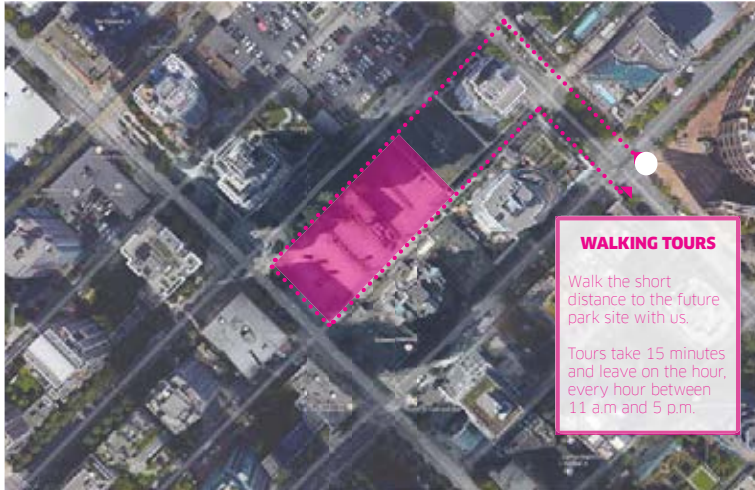 WALKING TOURS
Walk the short
distance to the future
park site with us.
Tours take 15 minutes
and leave on the hour,
every hour between
11 a.m and 5 p.m.